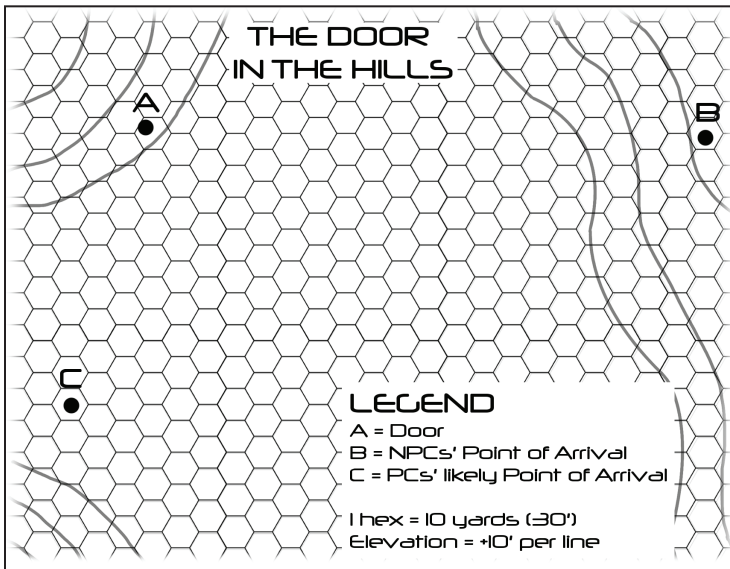 THE DOOR
IN THE HILLS
A
B
C
LEGEND
A = Door
B = NPCs' Point of Arrival
C = PCs' likely Point of Arrival
1 hex = 10 yards (30')
Elevation = +10' per line